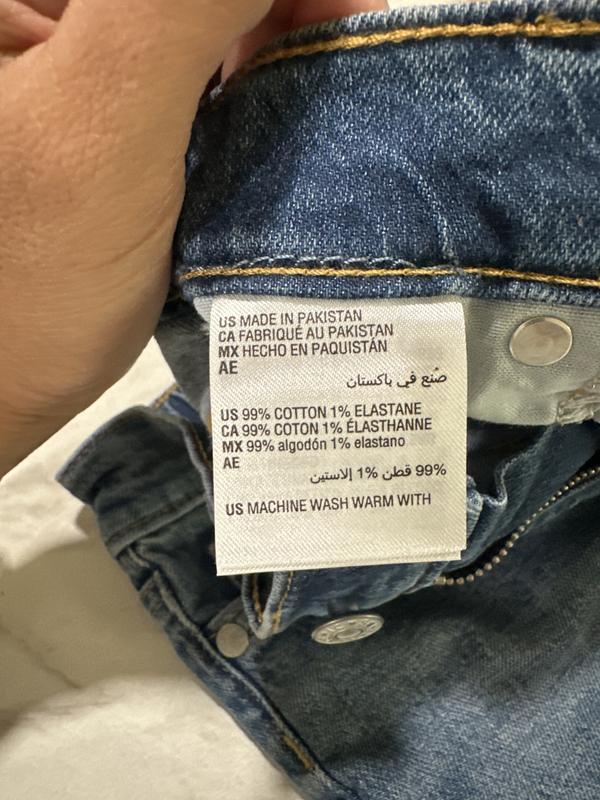 US MADE IN PAKISTAN
CA FABRIQUÉ AU PAKISTAN
MX HECHO EN PAQUISTÁN
AE
صُنع في باكستان
US 99% COTTON 1% ELASTANE
CA 99% COTON 1% ÉLASTHANNE
MX 99% algodón 1% elastano
AE
99% قطن 1% إلاستين
US MACHINE WASH WARM WITH